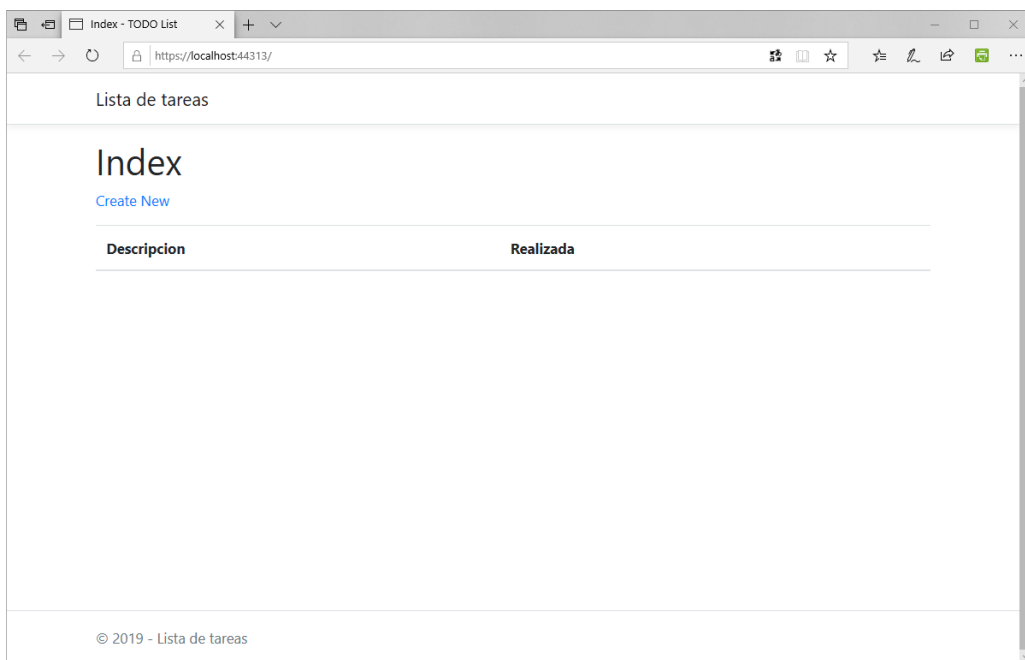 Index - TODO List
https://localhost:44313/
Lista de tareas
Index
Create New
Descripcion Realizada
© 2019 - Lista de tareas